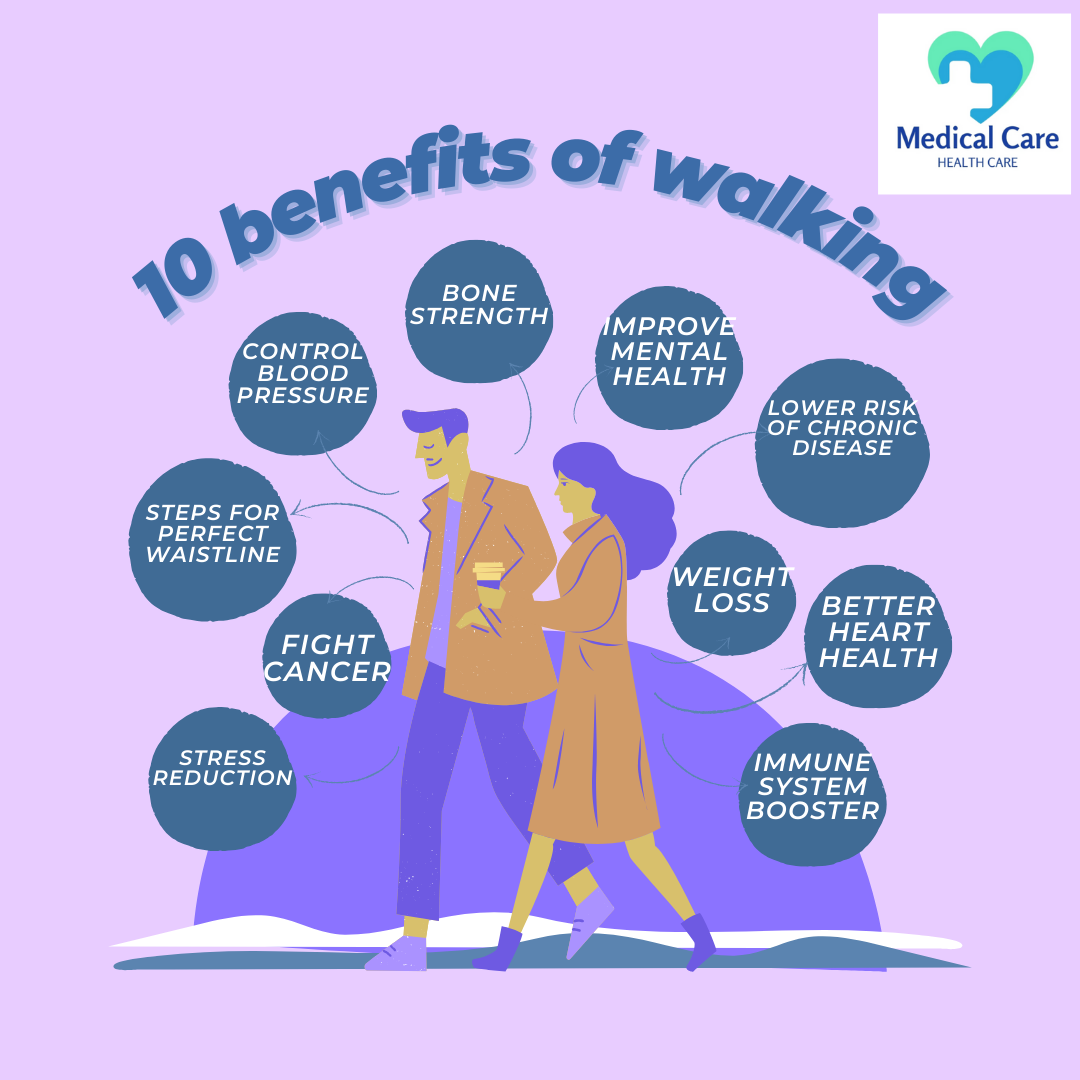 Medical Care
HEALTH CARE
10 benefits of walking
BONE
STRENGTH
IMPROVE
MENTAL
HEALTH
CONTROL
BLOOD
PRESSURE
LOWER RISK
OF CHRONIC
DISEASE
STEPS FOR
PERFECT
WAISTLINE
WEIGHT
LOSS
BETTER
HEART
HEALTH
FIGHT
CANCER
STRESS
REDUCTION
IMMUNE
SYSTEM
BOOSTER